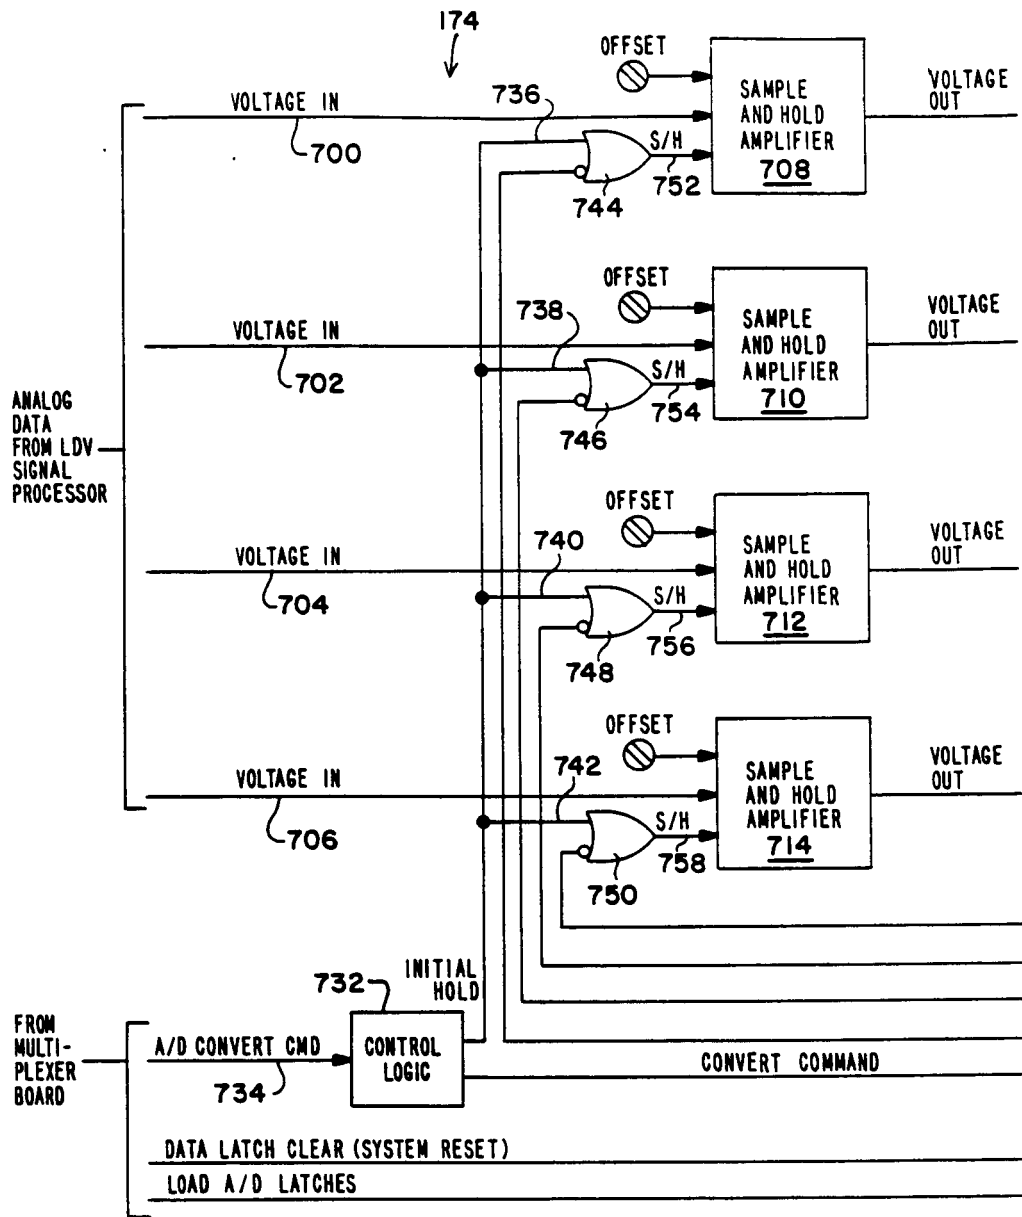 174
OFFSET
VOLTAGE IN
700
736
S/H
752
744
SAMPLE
AND HOLD
AMPLIFIER
708
VOLTAGE
OUT
OFFSET
VOLTAGE IN
702
738
S/H
754
746
SAMPLE
AND HOLD
AMPLIFIER
710
VOLTAGE
OUT
ANALOG
DATA
FROM LDV
SIGNAL
PROCESSOR
OFFSET
VOLTAGE IN
704
740
S/H
756
748
SAMPLE
AND HOLD
AMPLIFIER
712
VOLTAGE
OUT
OFFSET
VOLTAGE IN
706
742
S/H
758
750
SAMPLE
AND HOLD
AMPLIFIER
714
VOLTAGE
OUT
732
INITIAL
HOLD
FROM
MULTI-
PLEXER
BOARD
A/D CONVERT CMD
734
CONTROL
LOGIC
CONVERT COMMAND
DATA LATCH CLEAR (SYSTEM RESET)
LOAD A/D LATCHES